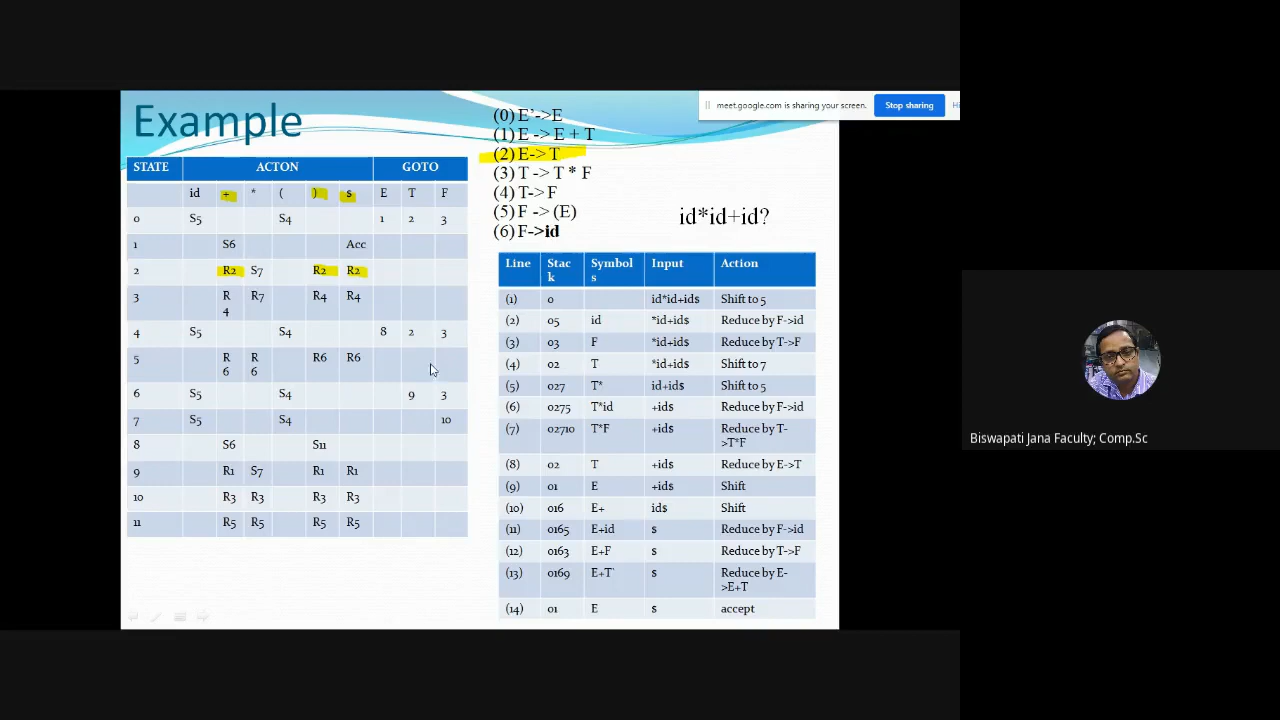 Example
(0) E'->E
(1) E -> E + T
(2) E-> T
(3) T -> T * F
(4) T-> F
(5) F -> (E)
(6) F->id
meet.google.com is sharing your screen.
Stop sharing
Hi
id*id+id?
STATE ACTON GOTO
id + * ( ) $ E T F
0 S5 S4 1 2 3
1 S6 Acc
2 R2 S7 R2 R2
3 R 4 R7 R4 R4
4 S5 S4 8 2 3
5 R 6 R 6 R6 R6
6 S5 S4 9 3
7 S5 S4 10
8 S6 S11
9 R1 S7 R1 R1
10 R3 R3 R3 R3
11 R5 R5 R5 R5
Line Stac k Symbol s Input Action
(1) 0 id*id+id$ Shift to 5
(2) 05 id *id+id$ Reduce by F->id
(3) 03 F *id+id$ Reduce by T->F
(4) 02 T *id+id$ Shift to 7
(5) 027 T* id+id$ Shift to 5
(6) 0275 T*id +id$ Reduce by F->id
(7) 02710 T*F +id$ Reduce by T- >T*F
(8) 02 T +id$ Reduce by E->T
(9) 01 E +id$ Shift
(10) 016 E+ id$ Shift
(11) 0165 E+id $ Reduce by F->id
(12) 0163 E+F $ Reduce by T->F
(13) 0169 E+T` $ Reduce by E- >E+T
(14) 01 E $ accept
Biswapati Jana Faculty; Comp.Sc